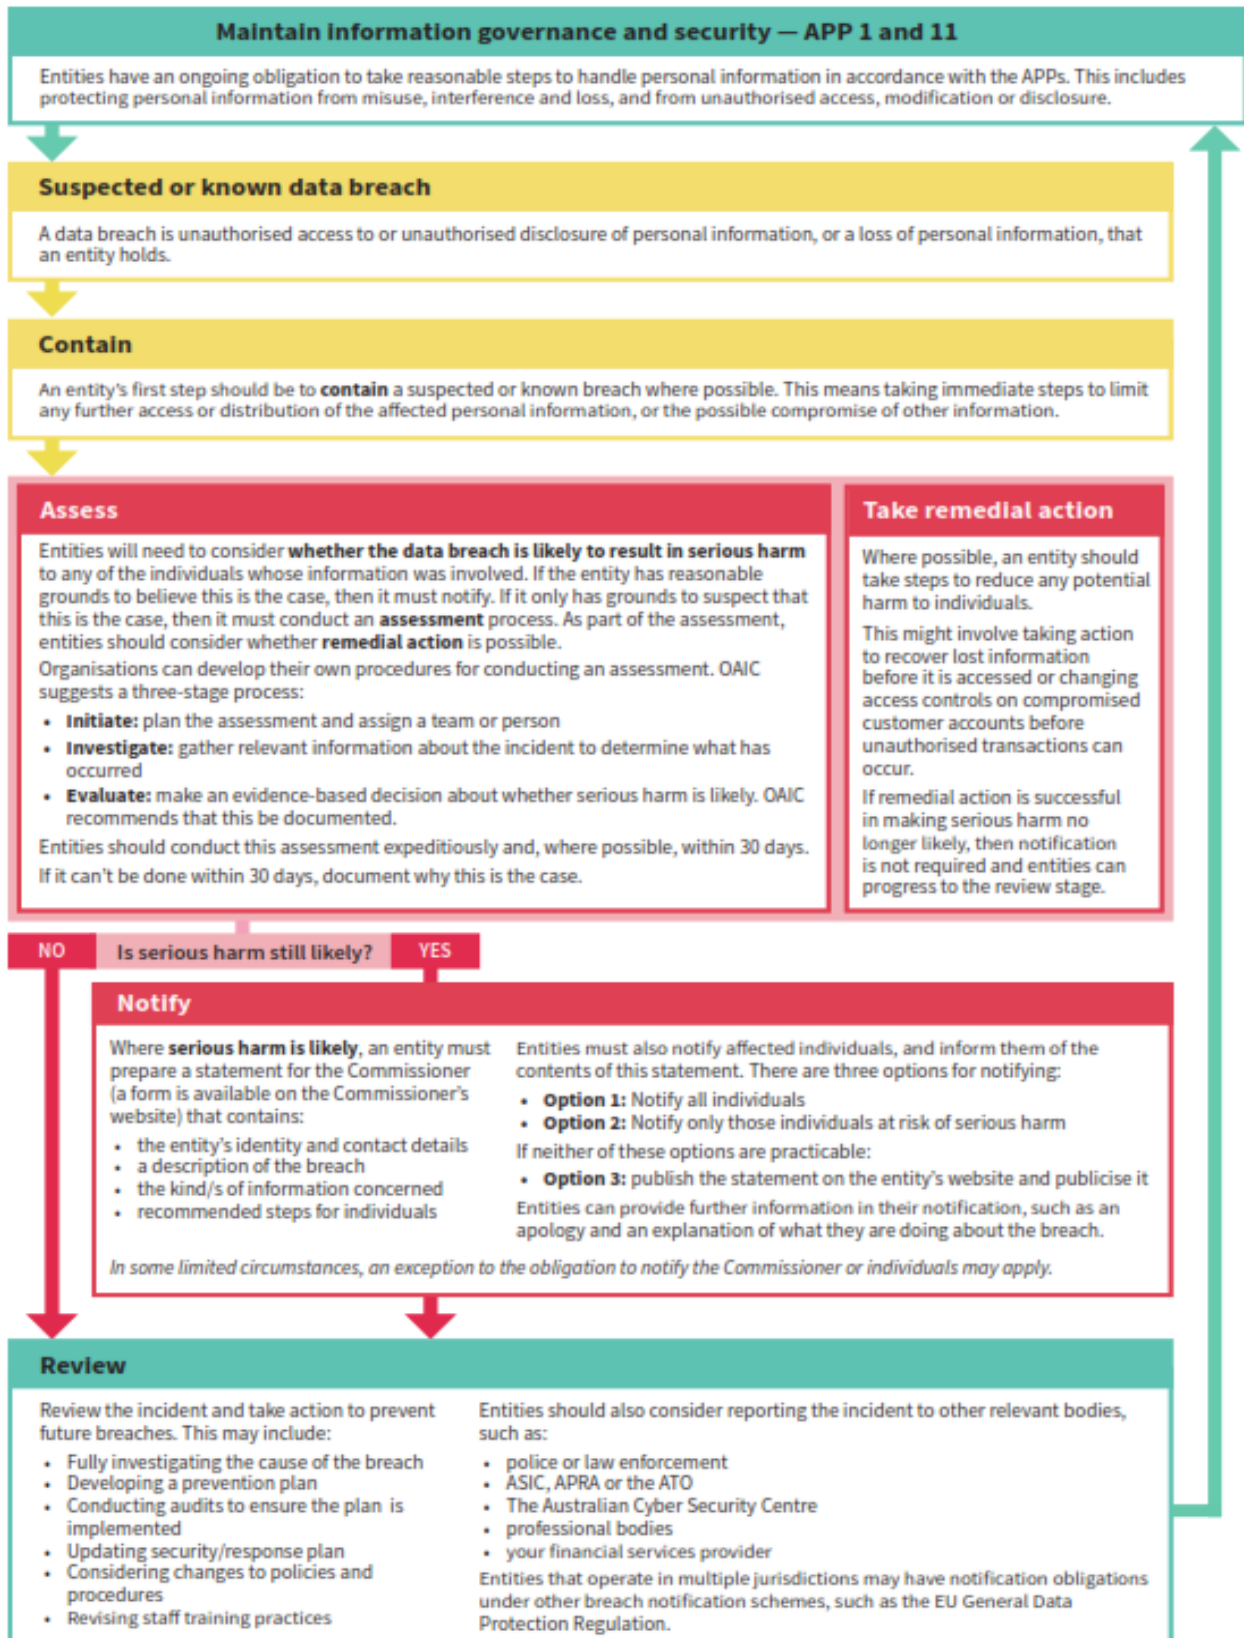 Maintain information governance and security — APP 1 and 11
Entities have an ongoing obligation to take reasonable steps to handle personal information in accordance with the APPs. This includes
protecting personal information from misuse, interference and loss, and from unauthorised access, modification or disclosure.
Suspected or known data breach
A data breach is unauthorised access to or unauthorised disclosure of personal information, or a loss of personal information, that
an entity holds.
Contain
An entity's first step should be to contain a suspected or known breach where possible. This means taking immediate steps to limit
any further access or distribution of the affected personal information, or the possible compromise of other information.
Assess
Entities will need to consider whether the data breach is likely to result in serious harm
to any of the individuals whose information was involved. If the entity has reasonable
grounds to believe this is the case, then it must notify. If it only has grounds to suspect that
this is the case, then it must conduct an assessment process. As part of the assessment,
entities should consider whether remedial action is possible.
Organisations can develop their own procedures for conducting an assessment. OAIC
suggests a three-stage process:
• Initiate: plan the assessment and assign a team or person
• Investigate: gather relevant information about the incident to determine what has
occurred
• Evaluate: make an evidence-based decision about whether serious harm is likely. OAIC
recommends that this be documented.
Entities should conduct this assessment expeditiously and, where possible, within 30 days.
If it can't be done within 30 days, document why this is the case.
Take remedial action
Where possible, an entity should
take steps to reduce any potential
harm to individuals.
This might involve taking action
to recover lost information
before it is accessed or changing
access controls on compromised
customer accounts before
unauthorised transactions can
occur.
If remedial action is successful
in making serious harm no
longer likely, then notification
is not required and entities can
progress to the review stage.
NO
Is serious harm still likely?
YES
Notify
Where serious harm is likely, an entity must
prepare a statement for the Commissioner
(a form is available on the Commissioner's
website) that contains:
• the entity's identity and contact details
• a description of the breach
• the kind/s of information concerned
• recommended steps for individuals
Entities must also notify affected individuals, and inform them of the
contents of this statement. There are three options for notifying:
• Option 1: Notify all individuals
• Option 2: Notify only those individuals at risk of serious harm
If neither of these options are practicable:
• Option 3: publish the statement on the entity's website and publicise it
Entities can provide further information in their notification, such as an
apology and an explanation of what they are doing about the breach.
In some limited circumstances, an exception to the obligation to notify the Commissioner or individuals may apply.
Review
Review the incident and take action to prevent
future breaches. This may include:
• Fully investigating the cause of the breach
• Developing a prevention plan
• Conducting audits to ensure the plan is
implemented
• Updating security/response plan
• Considering changes to policies and
procedures
• Revising staff training practices
Entities should also consider reporting the incident to other relevant bodies,
such as:
• police or law enforcement
• ASIC, APRA or the ATO
• The Australian Cyber Security Centre
• professional bodies
• your financial services provider
Entities that operate in multiple jurisdictions may have notification obligations
under other breach notification schemes, such as the EU General Data
Protection Regulation.